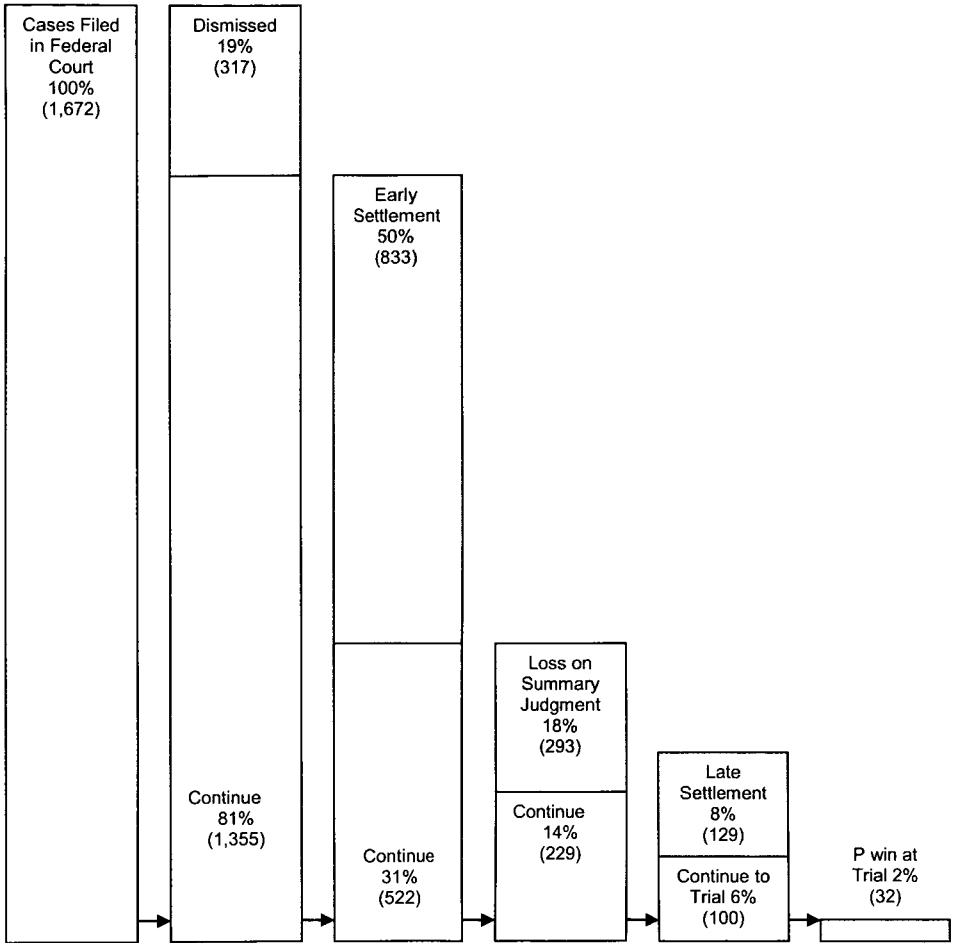 Cases Filed
in Federal
Court
100%
(1,672)
Dismissed
19%
(317)
Continue
81%
(1,355)
Early
Settlement
50%
(833)
Continue
31%
(522)
Loss on
Summary
Judgment
18%
(293)
Continue
14%
(229)
Late
Settlement
8%
(129)
Continue to
Trial 6%
(100)
P win at
Trial 2%
(32)